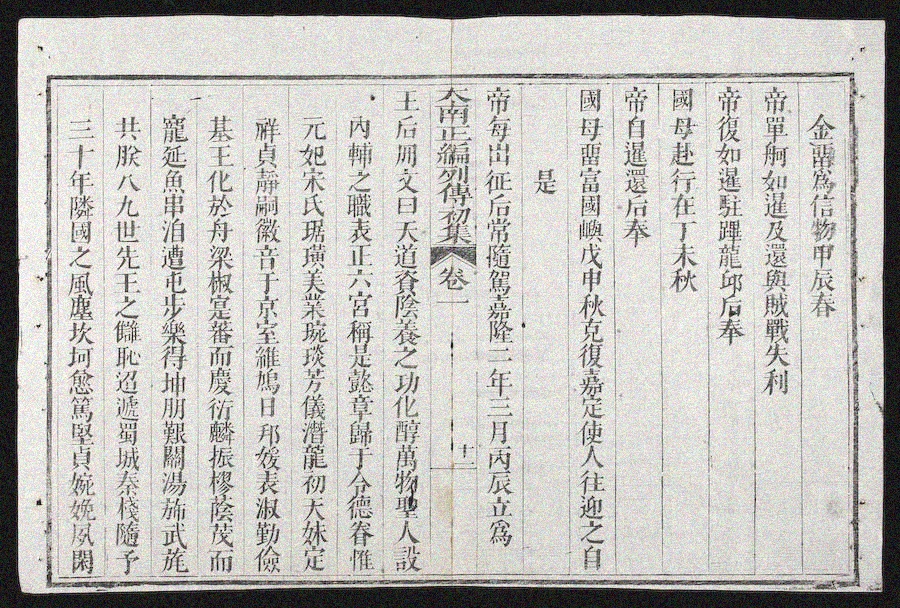 金畱爲信物甲辰春
帝單舸如暹及還與賊戰失利
帝復如暹駐蹕龍邱后奉
國母赴行在丁未秋
帝自暹還后奉
國母畱富國嶼戊申秋克復嘉定使人往迎之自
是
帝每出征后常隨駕嘉隆二年三月丙辰立爲
大南正編列傳初集 卷一 十二
王后册文曰天道資陰養之功化醇萬物聖人設
內輔之職表正六宮稱是懿章歸于令德眷惟
元妃宋氏琚璜美業琬琰芳儀潛龍初天妹定
祥貞靜嗣徽音于京室維鳩日邦媛表淑勤儉
基王化於舟梁椒寔蕃而慶衍麟振樛蔭茂而
寵延魚串洎遭屯步樂得坤朋艱關湯斾武旄
共朕八九世先王之讎恥迢遞蜀城秦棧隨予
三十年隣國之風塵坎坷愈篤堅貞婉娩夙閑